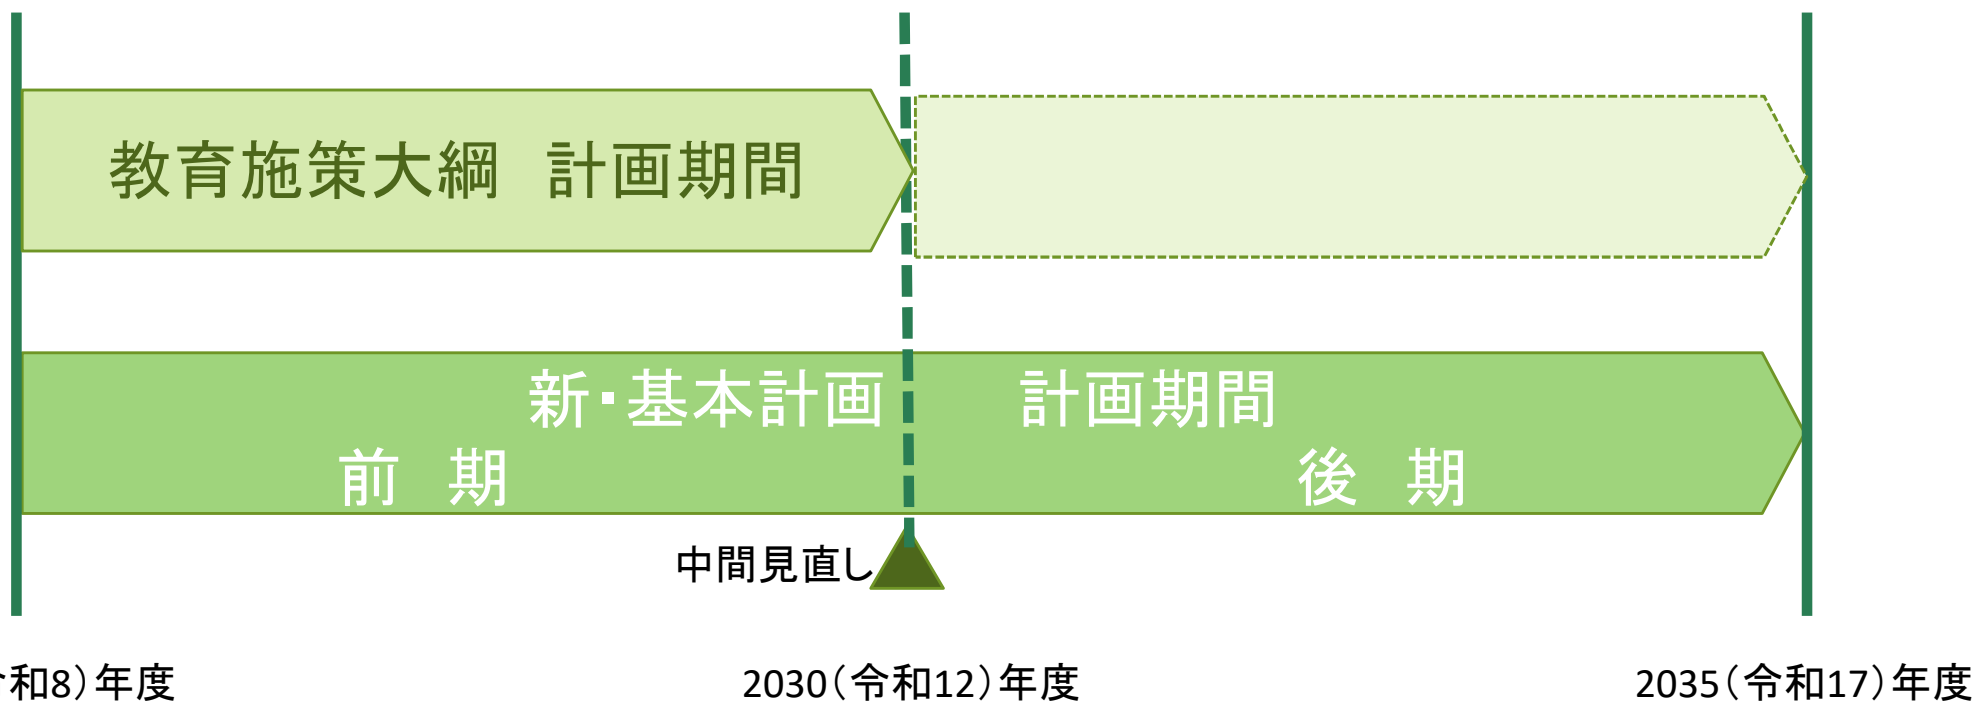 教育施策大綱　計画期間
新・基本計画　　計画期間
前　期　後　期
中間見直し
和8）年度
2030（令和12）年度
2035（令和17）年度